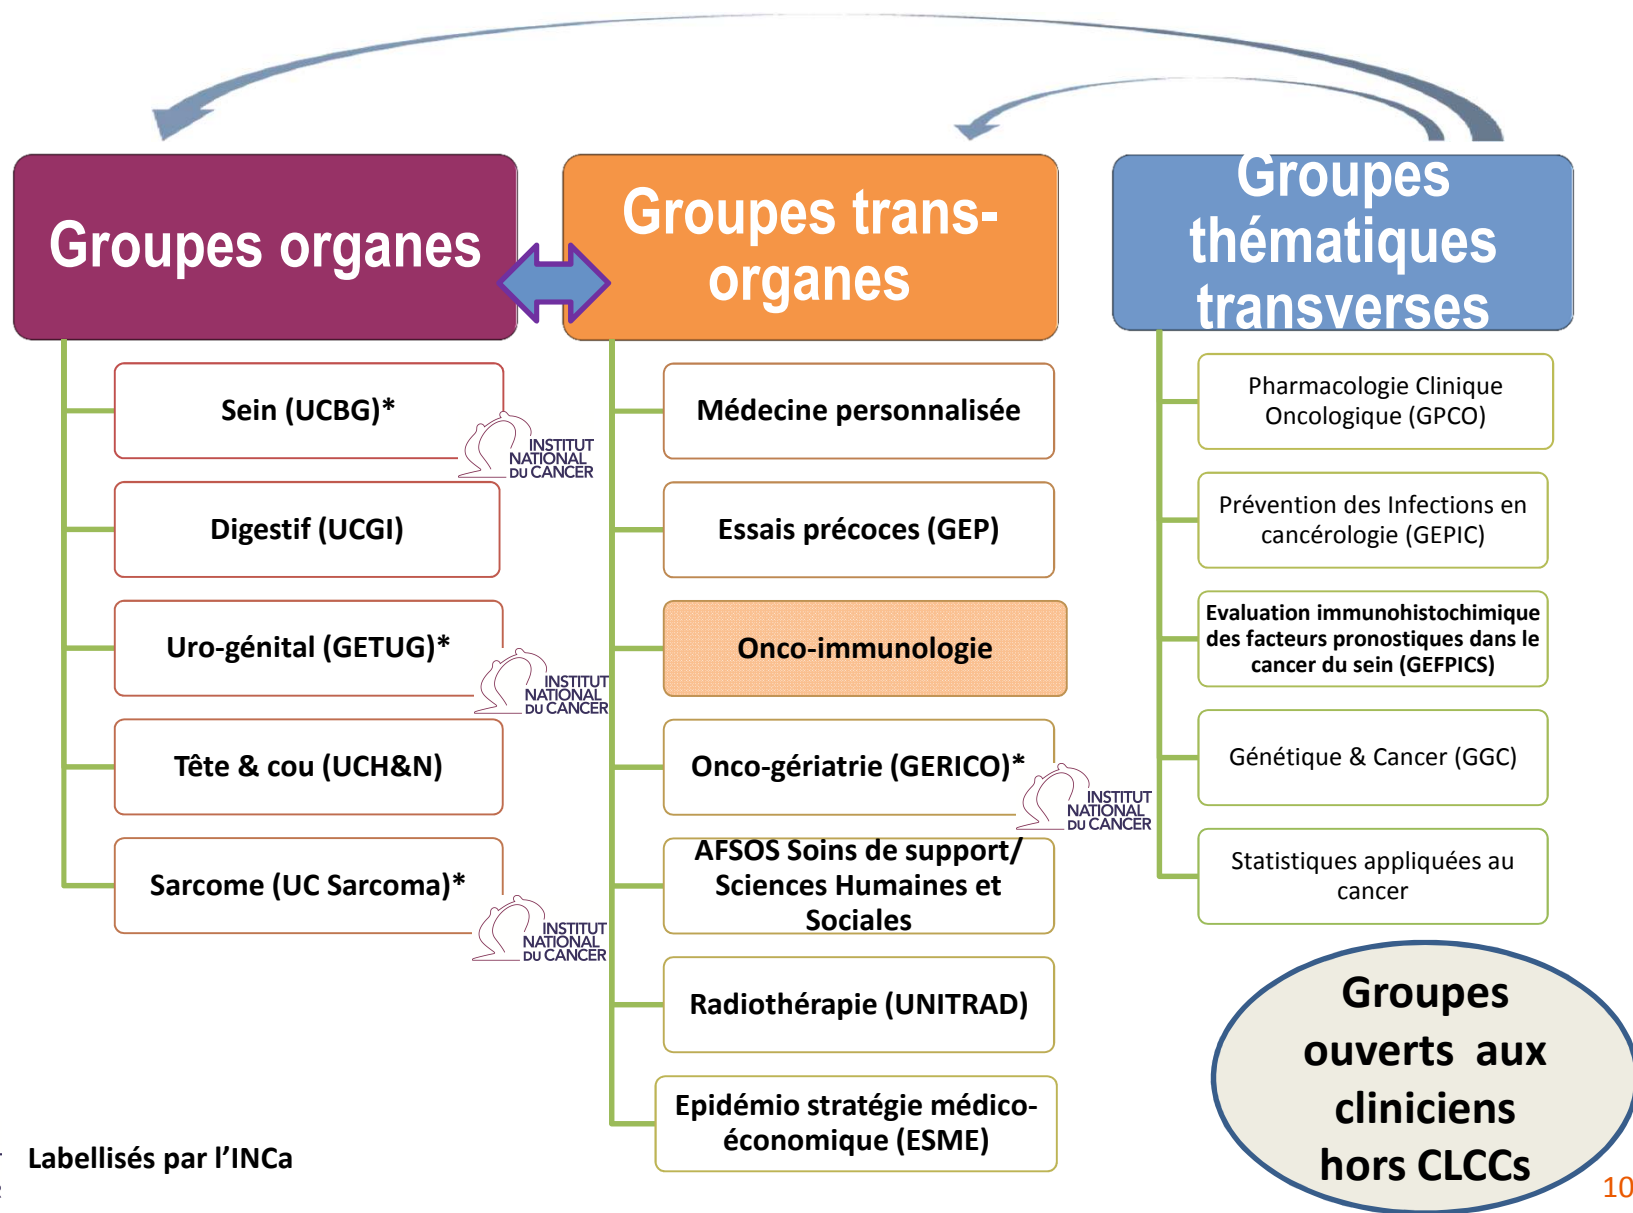 Groupes organes
Sein (UCBG)*
INSTITUT
NATIONAL
DU CANCER
Digestif (UCGI)
Uro-génital (GETUG)*
INSTITUT
NATIONAL
DU CANCER
Tête & cou (UCH&N)
Sarcome (UC Sarcoma)*
INSTITUT
NATIONAL
DU CANCER
Groupes trans-
organes
Médecine personnalisée
Essais précoces (GEP)
Onco-immunologie
Onco-gériatrie (GERICO)*
INSTITUT
NATIONAL
DU CANCER
AFSOS Soins de support/
Sciences Humaines et
Sociales
Radiothérapie (UNITRAD)
Epidémio stratégie médico-
économique (ESME)
Groupes
thématiques
transverses
Pharmacologie Clinique
Oncologique (GPCO)
Prévention des Infections en
cancérologie (GEPIC)
Evaluation immunohistochimique
des facteurs pronostiques dans le
cancer du sein (GEFPICS)
Génétique & Cancer (GGC)
Statistiques appliquées au
cancer
Groupes
ouverts aux
cliniciens
hors CLCCs
Labellisés par l'INCa
10